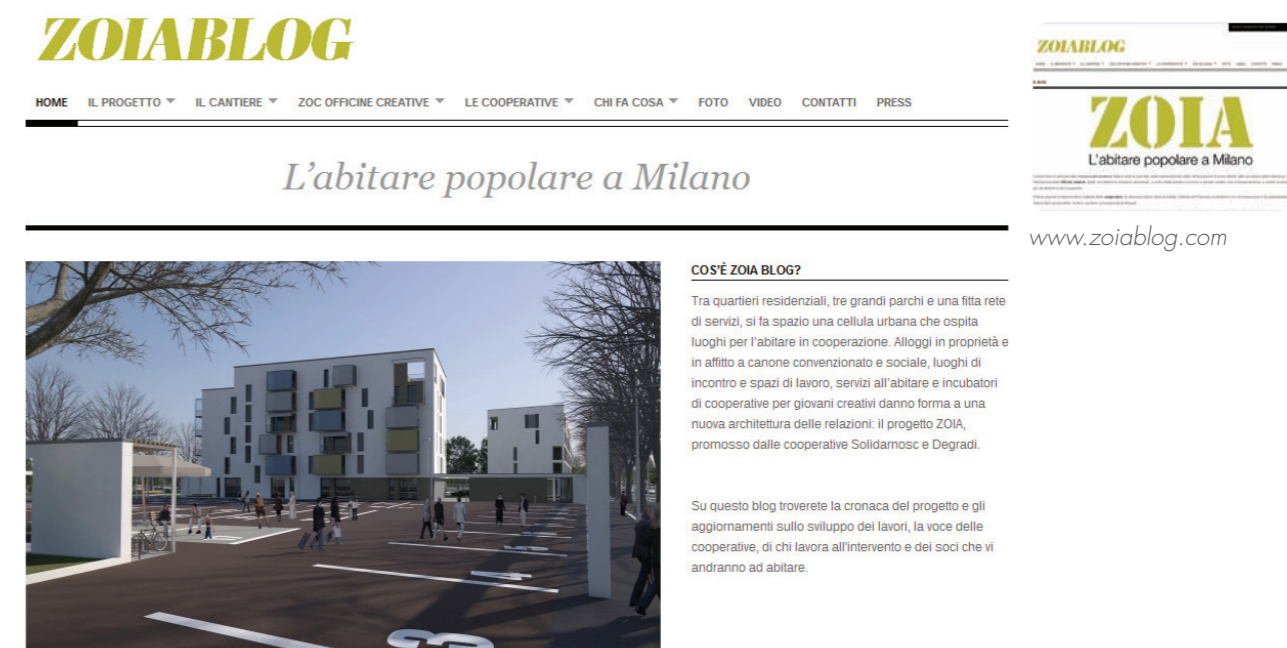 ZOIABLOG
HOME IL PROGETTO IL CANTIERE ZOC OFFICINE CREATIVE LE COOPERATIVE CHI FA COSA FOTO VIDEO CONTATTI PRESS
L'abitare popolare a Milano
COS'È ZOIA BLOG?
Tra quartieri residenziali, tre grandi parchi e una fitta rete
di servizi, si fa spazio una cellula urbana che ospita
luoghi per l'abitare in cooperazione. Alloggi in proprietà e
in affitto a canone convenzionato e sociale, luoghi di
incontro e spazi di lavoro, servizi all'abitare e incubatori
di cooperative per giovani creativi danno forma a una
nuova architettura delle relazioni: il progetto ZOIA,
promosso dalle cooperative Solidarnosc e Degradi.
Su questo blog troverete la cronaca del progetto e gli
aggiornamenti sullo sviluppo dei lavori, la voce delle
cooperative, di chi lavora all'intervento e dei soci che vi
andranno ad abitare.
ZOIABLOG
ZOIA
L'abitare popolare a Milano
www.zoiablog.com